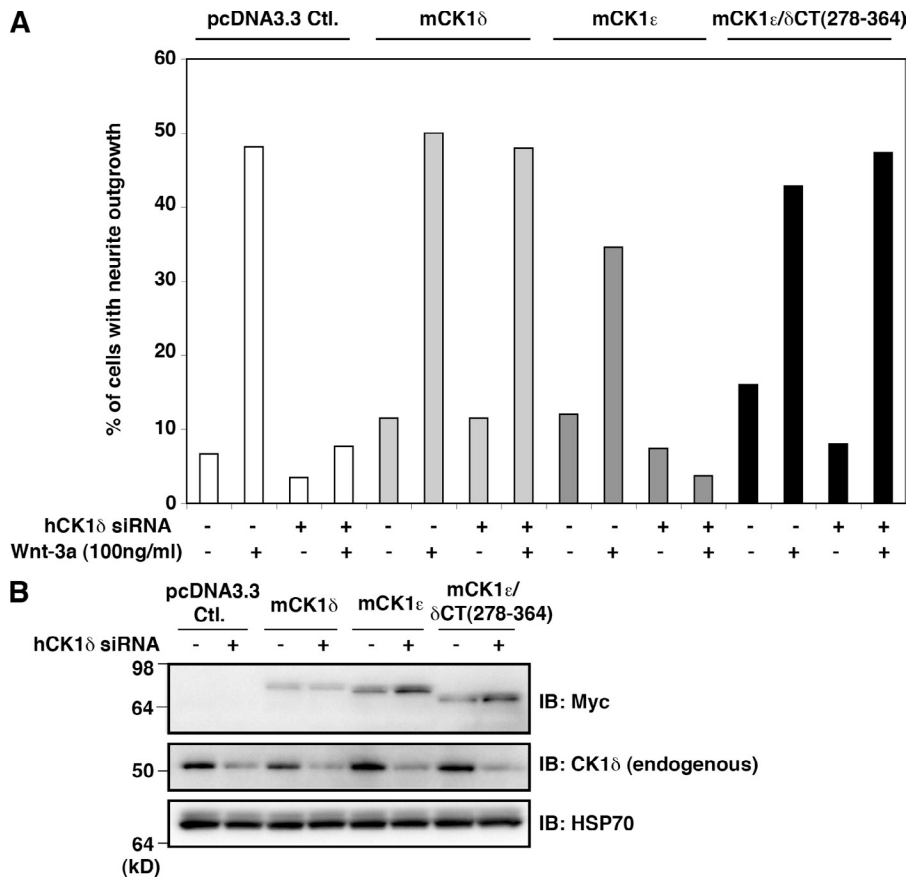 A
pcDNA3.3 Ctl. mCK1δ mCK1ε mCK1ε/δCT(278-364)
% of cells with neurite outgrowth
60
50
40
30
20
10
0
hCK1δ siRNA - - + + - - + + - - + + - - + +
Wnt-3a (100ng/ml) - + - + - + - + - + - + - + - +
B
pcDNA3.3 Ctl. mCK1δ mCK1ε mCK1ε/
δCT(278-364)
hCK1δ siRNA - + - + - + - +
98
64
IB: Myc
50
IB: CK1δ (endogenous)
IB: HSP70
64
(kD)